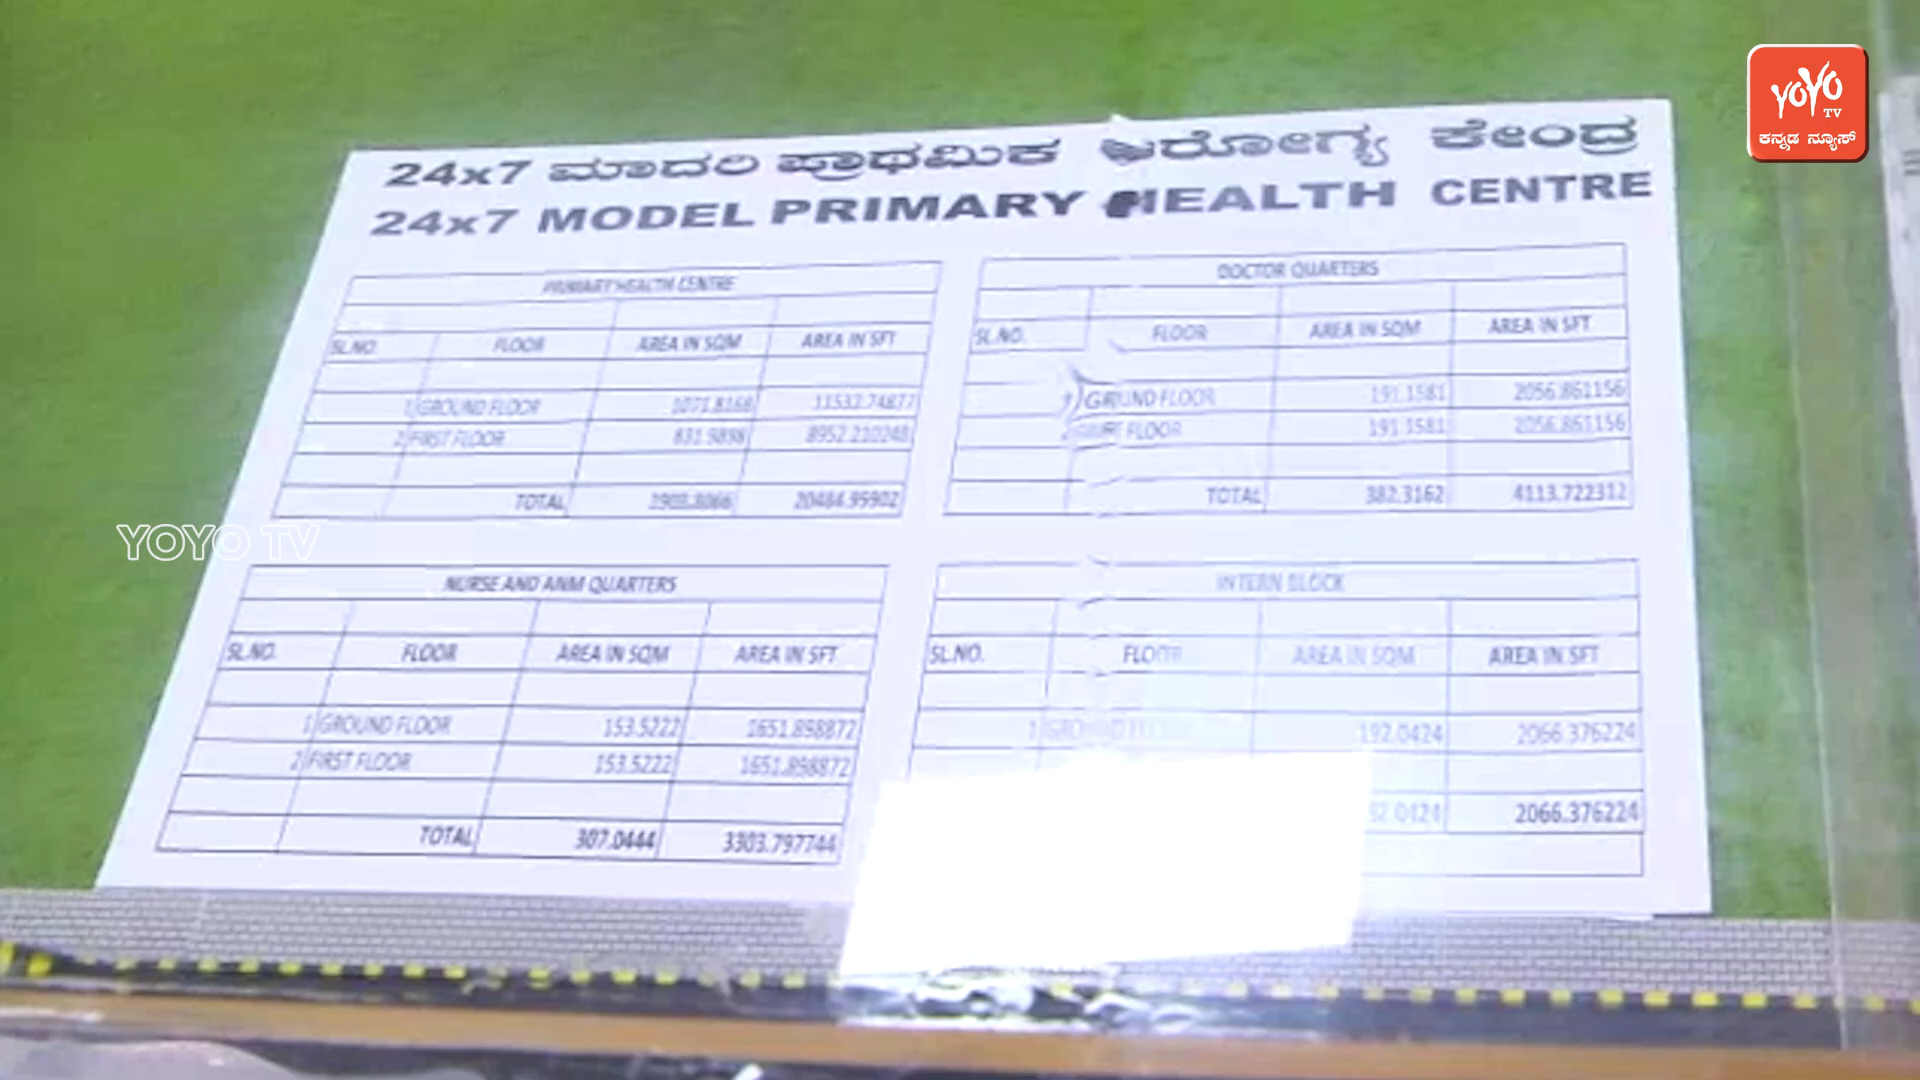 YOYO
TV
ಕನ್ನಡ ನ್ಯೂಸ್
24x7 ಮಾದರಿ ಪ್ರಾಥಮಿಕ ಆರೋಗ್ಯ ಕೇಂದ್ರ
24x7 MODEL PRIMARY HEALTH CENTRE
PRIMARY HEALTH CENTRE
SL.NO. FLOOR AREA IN SQM AREA IN SFT
1 GROUND FLOOR 1071.8168 11532.74877
2 FIRST FLOOR 831.9898 8952.210248
TOTAL 1903.8066 20484.95902
DOCTOR QUARTERS
SL.NO. FLOOR AREA IN SQM AREA IN SFT
GROUND FLOOR 191.1581 2056.861156
FLOOR 191.1581 2056.861156
TOTAL 382.3162 4113.722312
YOYO TV
NURSE AND ANM QUARTERS
SL.NO. FLOOR AREA IN SQM AREA IN SFT
1 GROUND FLOOR 153.5222 1651.898872
2 FIRST FLOOR 153.5222 1651.898872
TOTAL 307.0444 3303.797744
INTERN BLOCK
SL.NO. FLOOR AREA IN SQM AREA IN SFT
1 GROUND 192.0424 2066.376224
2066.376224